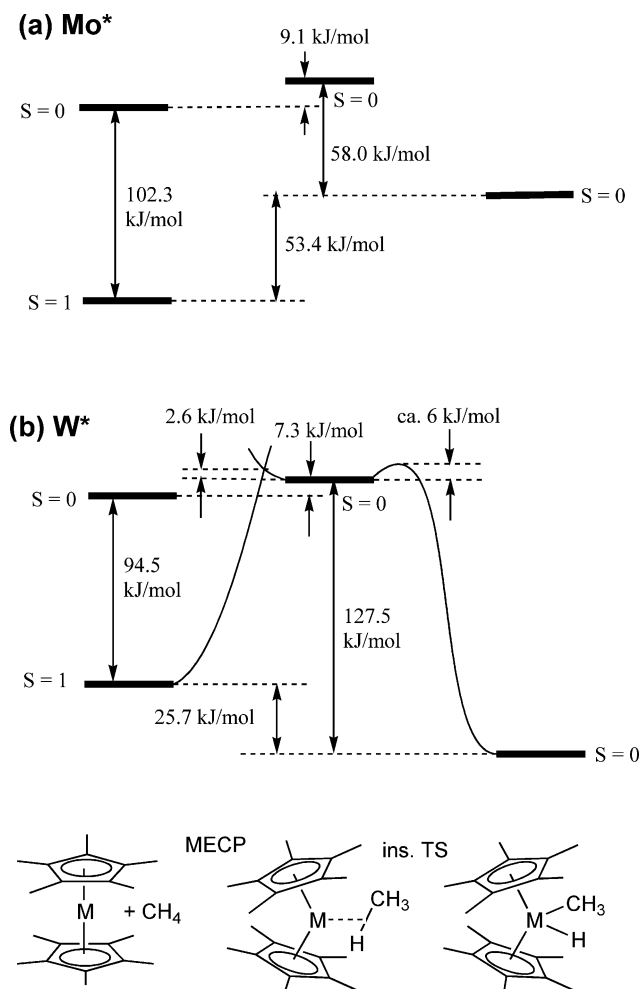 (a) Mo*
9.1 kJ/mol
S = 0
S = 0
58.0 kJ/mol
102.3
kJ/mol
S = 0
53.4 kJ/mol
S = 1
(b) W*
2.6 kJ/mol
7.3 kJ/mol
ca. 6 kJ/mol
S = 0
S = 0
94.5
kJ/mol
127.5
kJ/mol
S = 1
25.7 kJ/mol
S = 0
MECP
ins. TS
M
+ CH4
M
CH3
H
M
CH3
H